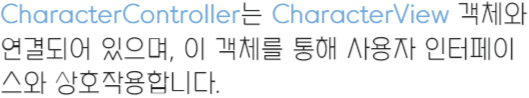 CharacterController는 CharacterView 객체와
연결되어 있으며, 이 객체를 통해 사용자 인터페이
스와 상호작용합니다.